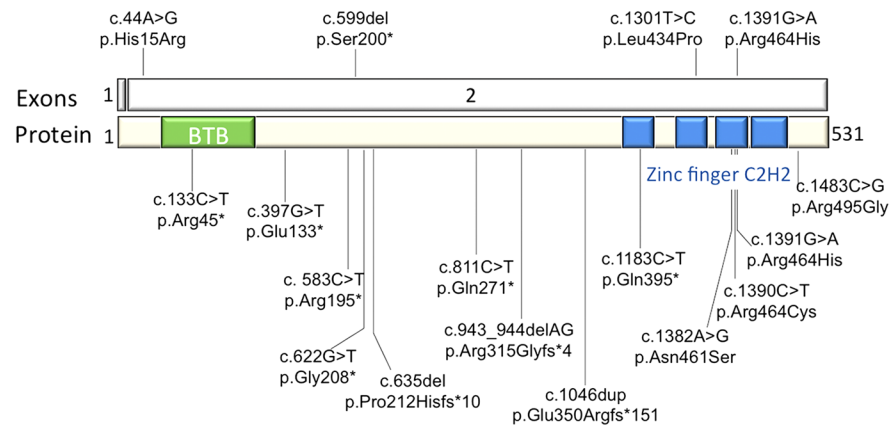 c.44A>G
p.His15Arg
c.599del
p.Ser200*
c.1301T>C
p.Leu434Pro
c.1391G>A
p.Arg464His
Exons 1 2
Protein 1 BTB 531
Zinc finger C2H2
c.133C>T
p.Arg45*
c.397G>T
p.Glu133*
c. 583C>T
p.Arg195*
c.622G>T
p.Gly208*
c.635del
p.Pro212Hisfs*10
c.811C>T
p.Gln271*
c.943_944delAG
p.Arg315Glyfs*4
c.1046dup
p.Glu350Argfs*151
c.1183C>T
p.Gln395*
c.1382A>G
p.Asn461Ser
c.1390C>T
p.Arg464Cys
c.1391G>A
p.Arg464His
c.1483C>G
p.Arg495Gly